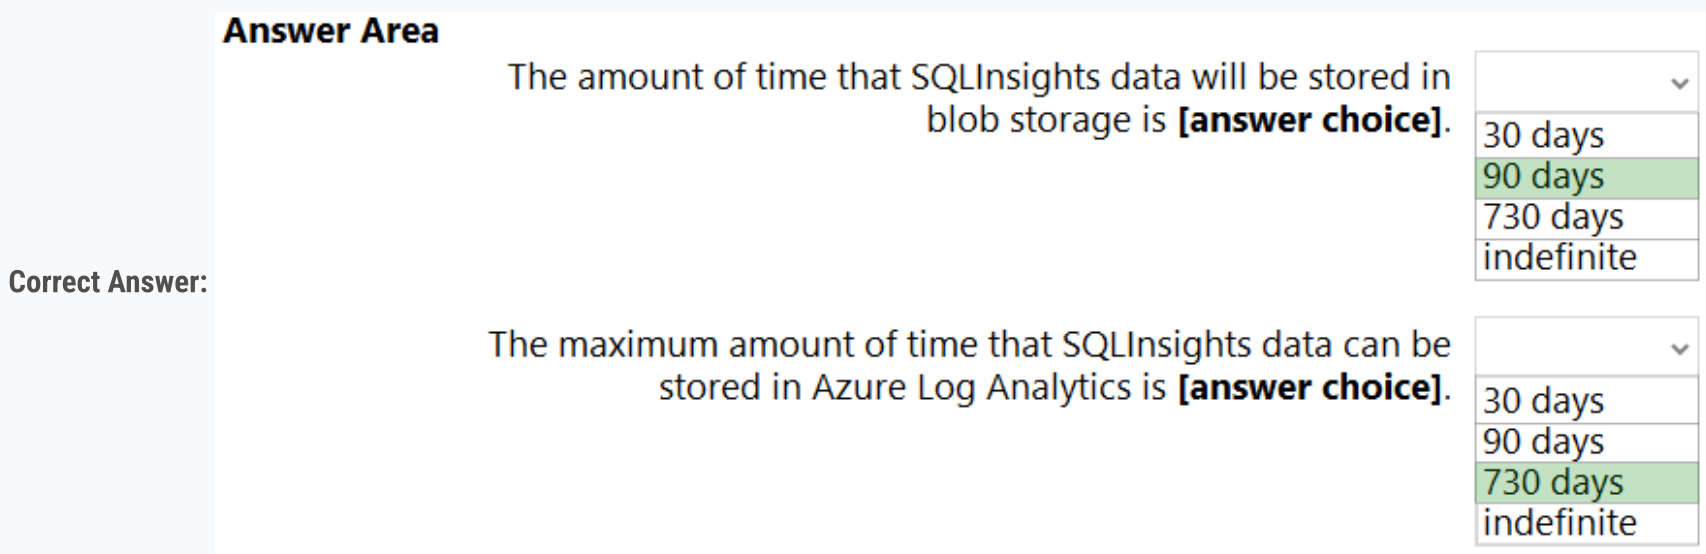 Answer Area
The amount of time that SQLInsights data will be stored in
blob storage is [answer choice].
30 days
90 days
730 days
indefinite
Correct Answer:
The maximum amount of time that SQLInsights data can be
stored in Azure Log Analytics is [answer choice].
30 days
90 days
730 days
indefinite